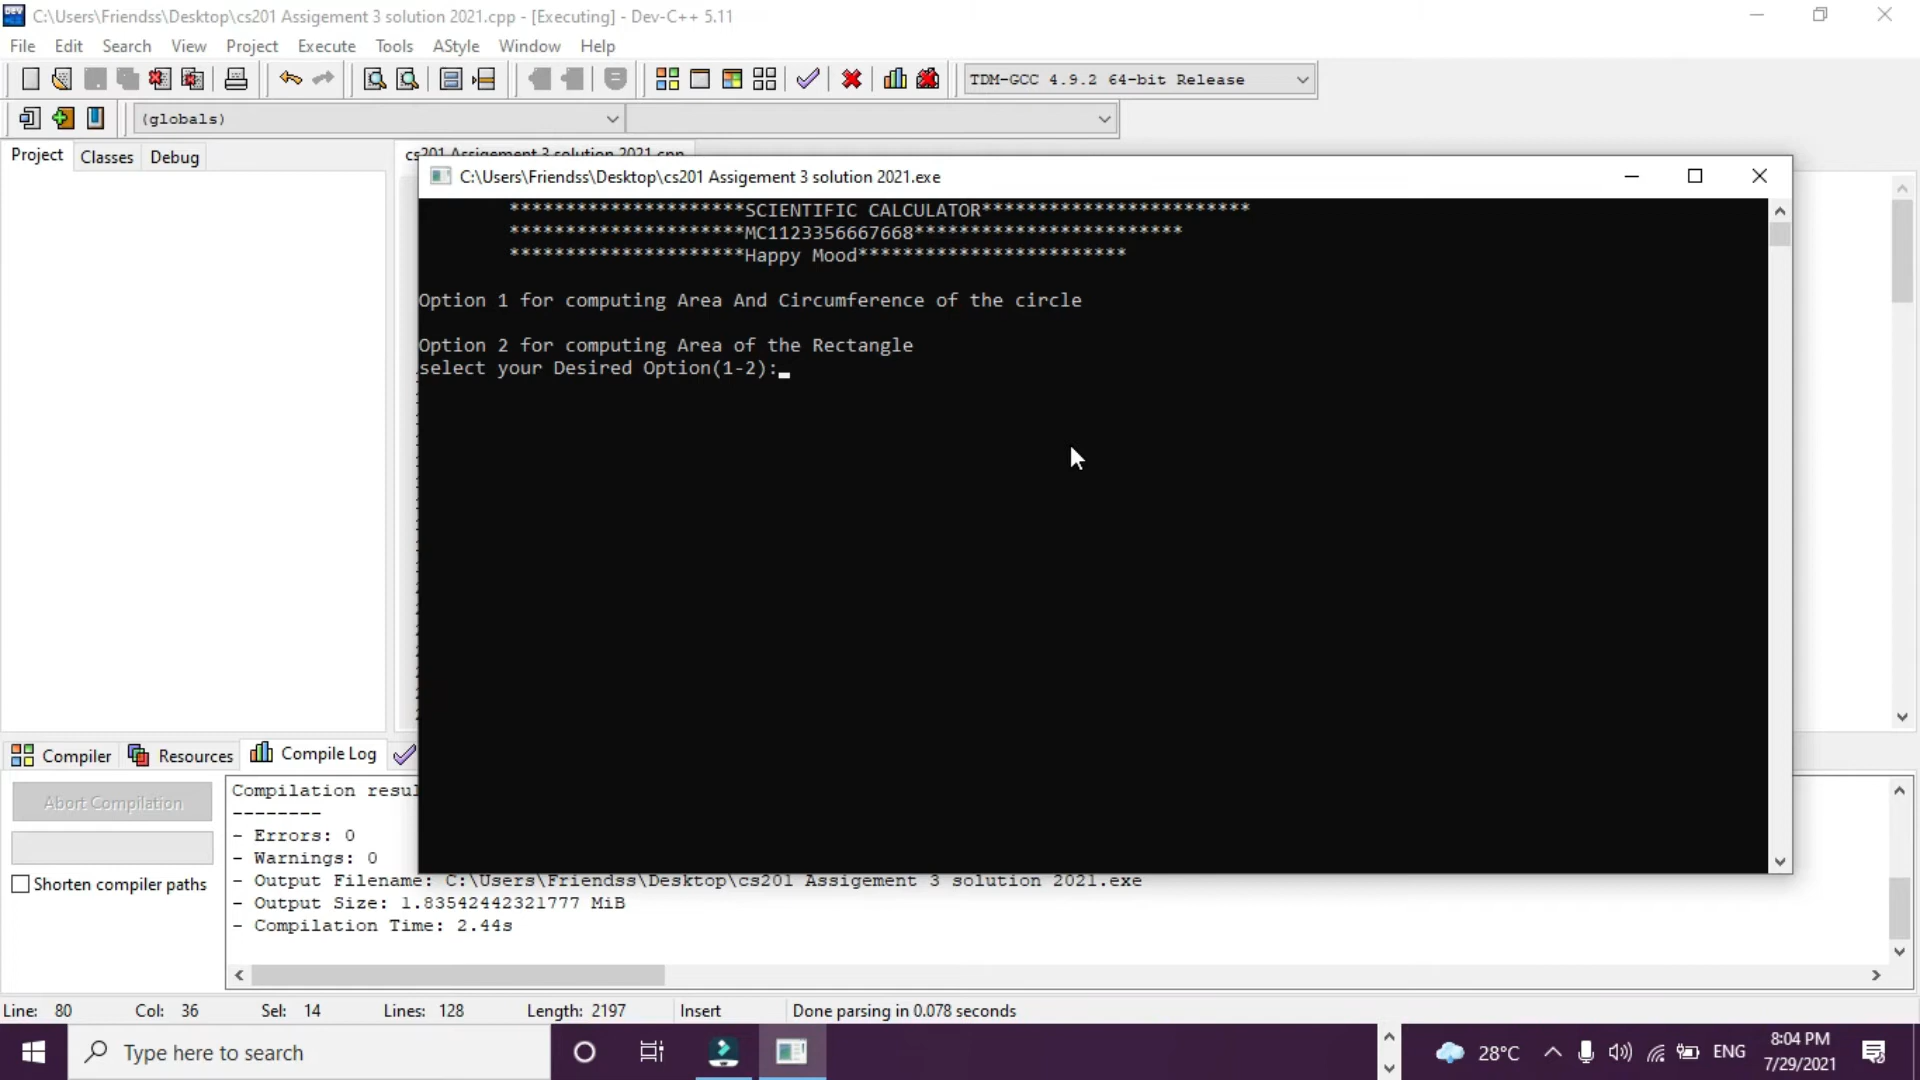 C:\Users\Friendss\Desktop\cs201 Assigement 3 solution 2021.cpp - [Executing] - Dev-C++ 5.11
File Edit Search View Project Execute Tools AStyle Window Help
TDM-GCC 4.9.2 64-bit Release
(globals)
Project Classes Debug
cs201 Assigement 3 solution 2021.cpp
C:\Users\Friendss\Desktop\cs201 Assigement 3 solution 2021.exe
*********************SCIENTIFIC CALCULATOR************************
*********************MC1123356667668************************
*********************Happy Mood************************
Option 1 for computing Area And Circumference of the circle
Option 2 for computing Area of the Rectangle
select your Desired Option(1-2):
Compiler Resources Compile Log
Abort Compilation
Shorten compiler paths
Compilation resul
--------
- Errors: 0
- Warnings: 0
- Output Filename: C:\Users\Friendss\Desktop\cs201 Assigement 3 solution 2021.exe
- Output Size: 1.83542442321777 MiB
- Compilation Time: 2.44s
Line: 80 Col: 36 Sel: 14 Lines: 128 Length: 2197 Insert Done parsing in 0.078 seconds
Type here to search
28°C
ENG
8:04 PM
7/29/2021